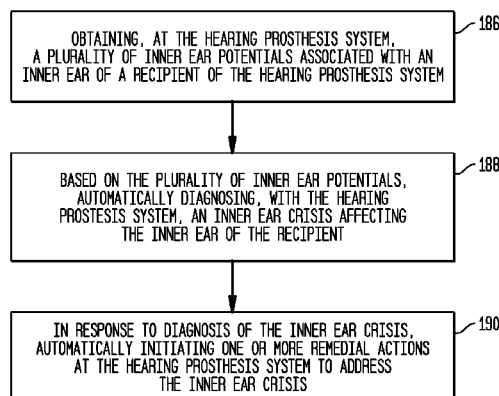 OBTAINING, AT THE HEARING PROSTHESIS SYSTEM,
A PLURALITY OF INNER EAR POTENTIALS ASSOCIATED WITH AN
INNER EAR OF A RECIPIENT OF THE HEARING PROSTHESIS SYSTEM
186
BASED ON THE PLURALITY OF INNER EAR POTENTIALS,
AUTOMATICALLY DIAGNOSING, WITH THE HEARING
PROSTESIS SYSTEM, AN INNER EAR CRISIS AFFECTING
THE INNER EAR OF THE RECIPIENT
188
IN RESPONSE TO DIAGNOSIS OF THE INNER EAR CRISIS,
AUTOMATICALLY INITIATING ONE OR MORE REMEDIAL ACTIONS
AT THE HEARING PROSTHESIS SYSTEM TO ADDRESS
THE INNER EAR CRISIS
190